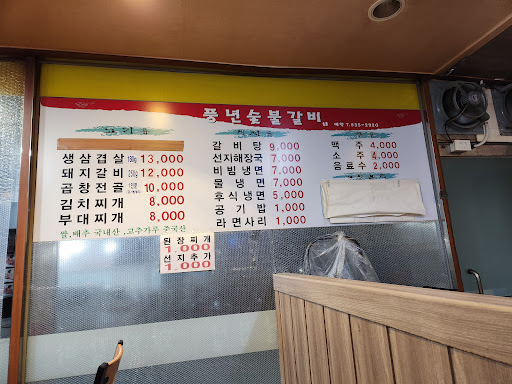 풍년숯불갈비
예약 T.855-2920
생삼겹살 180g 13,000
돼지갈비 250g 12,000
곱창전골 10,000
김치찌개 8,000
부대찌개 8,000
쌀,배추 국내산 ,고추가루 중국산
갈비탕 9,000
선지해장국 7,000
비빔냉면 7,000
물냉면 7,000
후식냉면 5,000
공기밥 1,000
라면사리 1,000
맥주 4,000
소주 4,000
음료수 2,000
된장찌개
1.000
선지추가
1.000